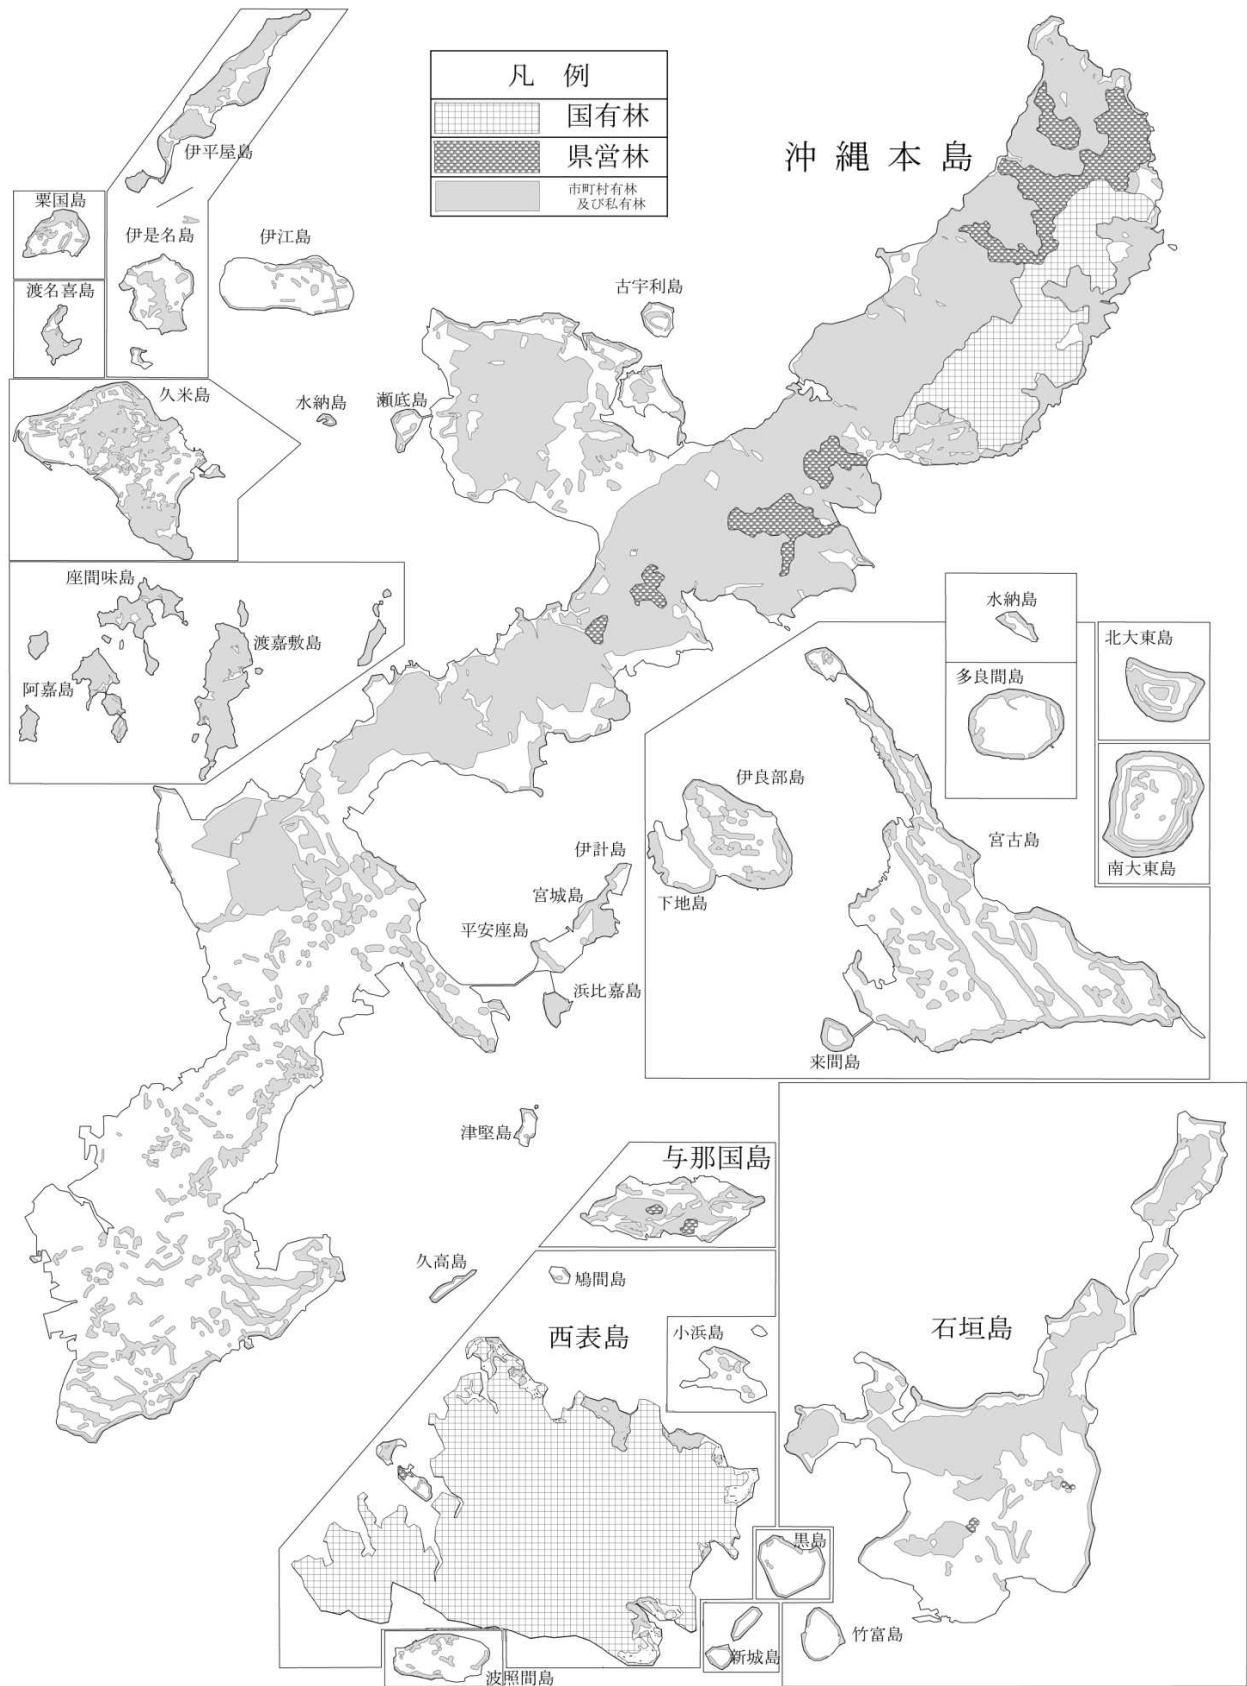 凡 例
国有林
県営林
市町村有林
及び私有林
沖 縄 本 島
伊平屋島
粟国島
伊是名島
伊江島
渡名喜島
古宇利島
久米島
水納島
瀬底島
座間味島
渡嘉敷島
阿嘉島
水納島
北大東島
多良間島
伊良部島
宮古島
南大東島
下地島
伊計島
宮城島
平安座島
浜比嘉島
来間島
津堅島
与那国島
久高島
鳩間島
西表島
小浜島
石垣島
黒島
竹富島
新城島
波照間島